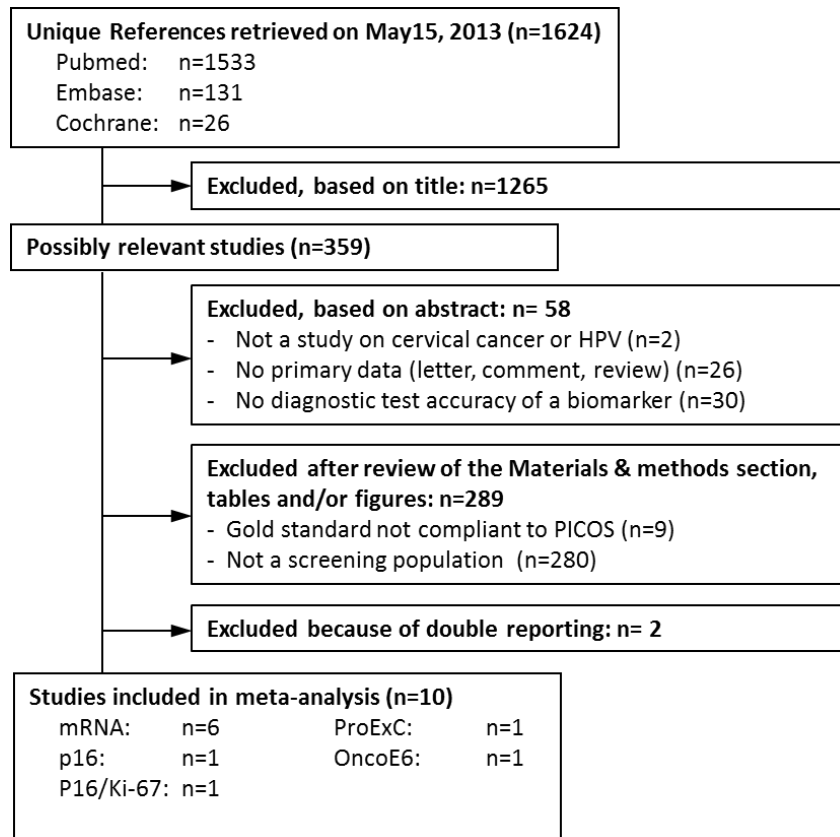 Unique References retrieved on May15, 2013 (n=1624)
Pubmed: n=1533
Embase: n=131
Cochrane: n=26
Excluded, based on title: n=1265
Possibly relevant studies (n=359)
Excluded, based on abstract: n= 58
- Not a study on cervical cancer or HPV (n=2)
- No primary data (letter, comment, review) (n=26)
- No diagnostic test accuracy of a biomarker (n=30)
Excluded after review of the Materials & methods section,
tables and/or figures: n=289
- Gold standard not compliant to PICOS (n=9)
- Not a screening population (n=280)
Excluded because of double reporting: n= 2
Studies included in meta-analysis (n=10)
mRNA: n=6 ProExC: n=1
p16: n=1 OncoE6: n=1
P16/Ki-67: n=1